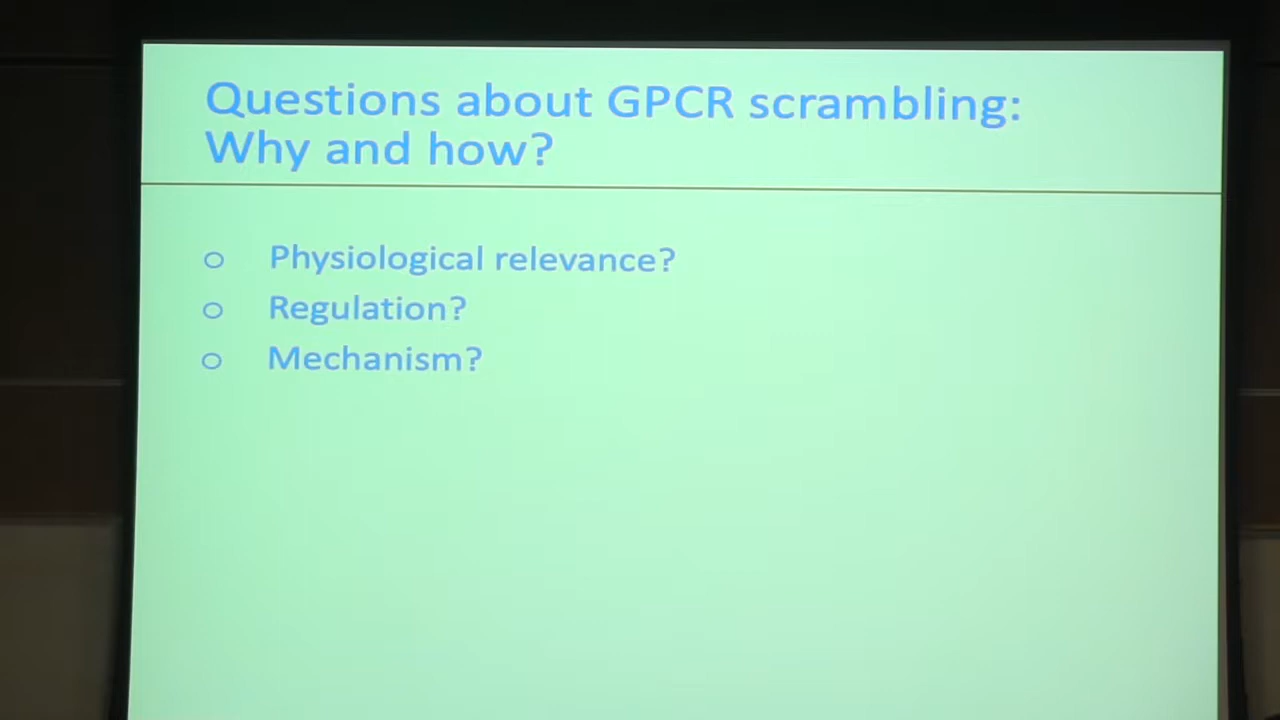 Questions about GPCR scrambling:
Why and how?
Physiological relevance?
Regulation?
Mechanism?